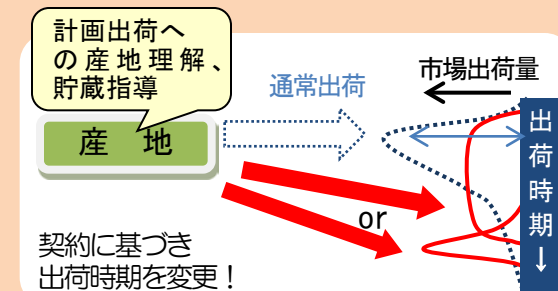 計画出荷へ
の産地理解、
貯蔵指導
産　地
通常出荷
市場出荷量
or
出荷時期↓
契約に基づき
出荷時期を変更！